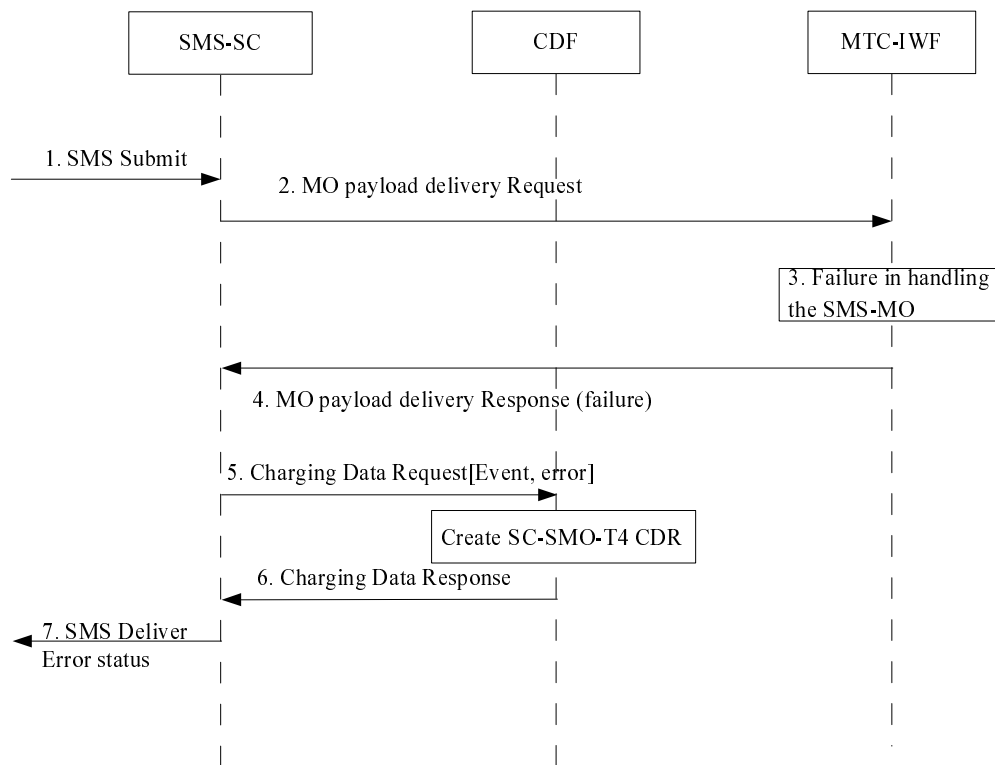 SMS-SC
CDF
MTC-IWF
1. SMS Submit
2. MO payload delivery Request
3. Failure in handling
the SMS-MO
4. MO payload delivery Response (failure)
5. Charging Data Request[Event, error]
Create SC-SMO-T4 CDR
6. Charging Data Response
7. SMS Deliver
Error status